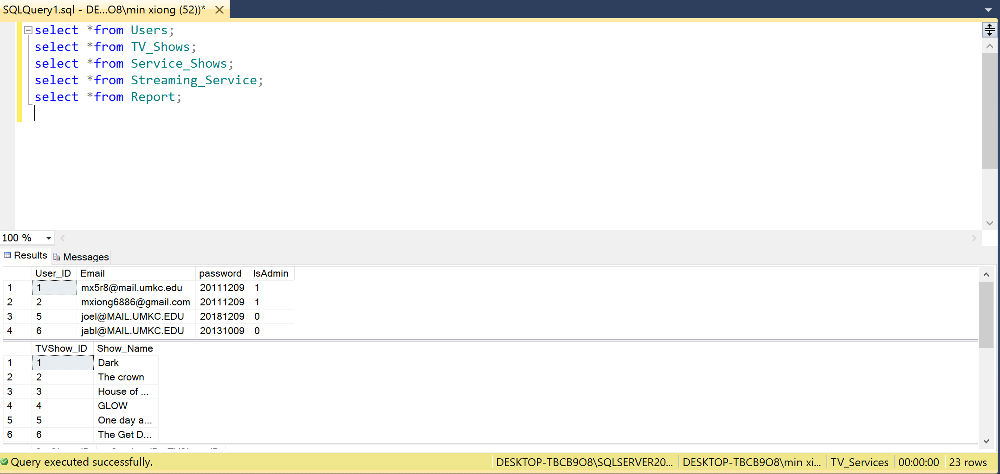 SQLQuery1.sql - DE...O8\min xiong (52))*
select *from Users;
select *from TV_Shows;
select *from Service_Shows;
select *from Streaming_Service;
select *from Report;
100 %
Results Messages
User_ID Email password IsAdmin
1 1 mx5r8@mail.umkc.edu 20111209 1
2 2 mxiong6886@gmail.com 20111209 1
3 5 joel@MAIL.UMKC.EDU 20181209 0
4 6 jabl@MAIL.UMKC.EDU 20131009 0
TVShow_ID Show_Name
1 1 Dark
2 2 The crown
3 3 House of ...
4 4 GLOW
5 5 One day a...
6 6 The Get D...
Query executed successfully. DESKTOP-TBCB9O8\SQLSERVER20... DESKTOP-TBCB9O8\min xi... TV_Services 00:00:00 23 rows